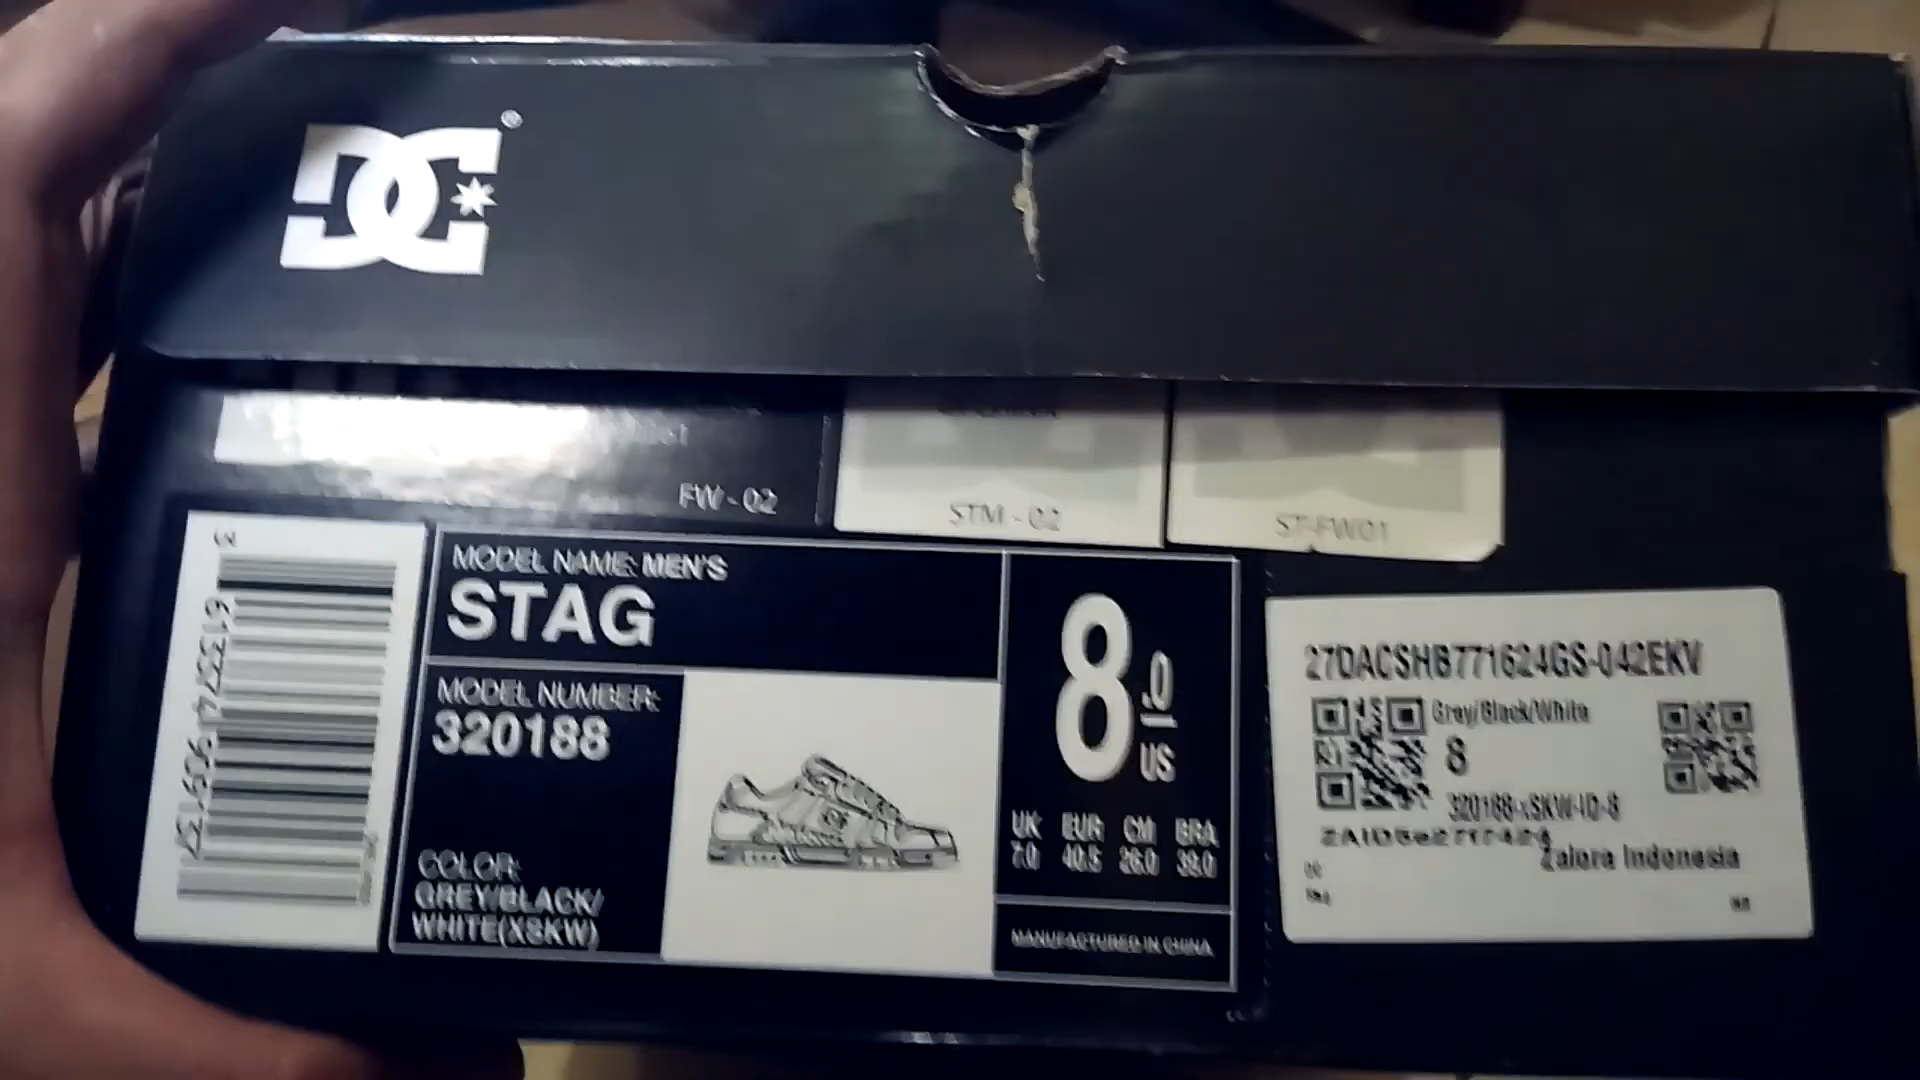 DC®
FW - 02
STM - 02
ST-FW01
MODEL NAME: MEN'S
STAG
MODEL NUMBER:
320188
COLOR:
GREY/BLACK/
WHITE(XSKW)
8.0
US
UK EUR CM BRA
7.0 40.5 26.0 39.0
MANUFACTURED IN CHINA
27DACSHB771624GS-042EKV
Grey/Black/White
8
320188-XSKW-ID-8
Zalora Indonesia